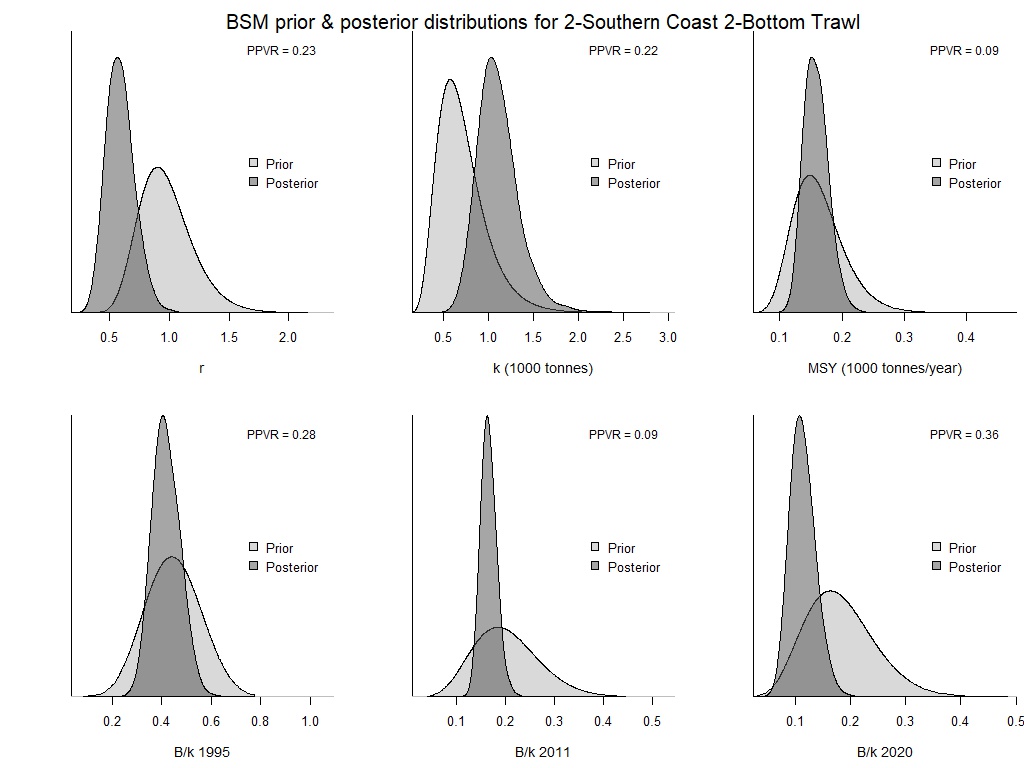 BSM prior & posterior distributions for 2-Southern Coast 2-Bottom Trawl
PPVR = 0.23
Prior
Posterior
0.5 1.0 1.5 2.0
r
PPVR = 0.22
Prior
Posterior
0.5 1.0 1.5 2.0 2.5 3.0
k (1000 tonnes)
PPVR = 0.09
Prior
Posterior
0.1 0.2 0.3 0.4
MSY (1000 tonnes/year)
PPVR = 0.28
Prior
Posterior
0.2 0.4 0.6 0.8 1.0
B/k 1995
PPVR = 0.09
Prior
Posterior
0.1 0.2 0.3 0.4 0.5
B/k 2011
PPVR = 0.36
Prior
Posterior
0.1 0.2 0.3 0.4 0.5
B/k 2020